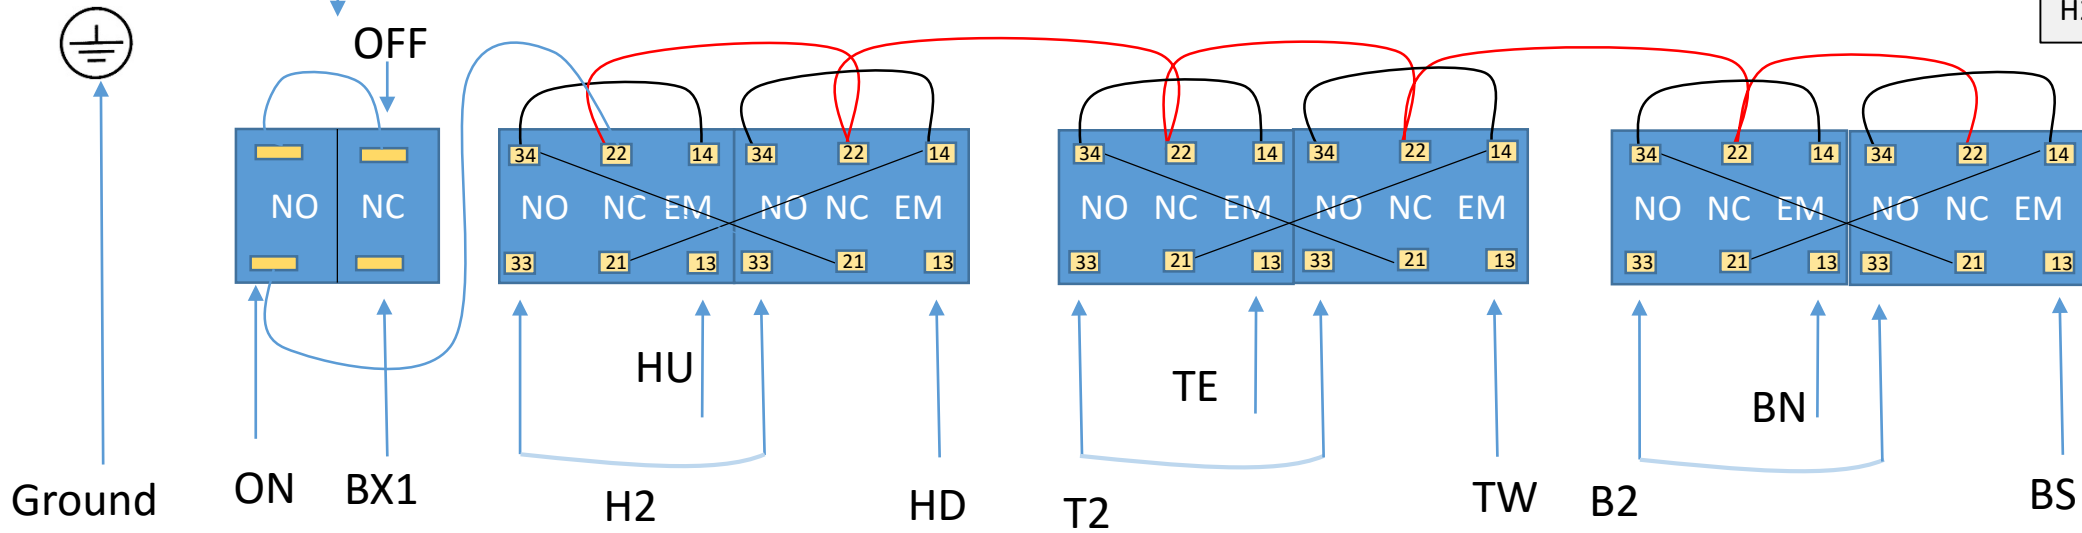 H
OFF
34 22 14 34 22 14 34 22 14 34 22 14 34 22 14 34 22 14
NO NC NO NC EM NO NC EM NO NC EM NO NC EM NO NC EM NO NC EM
33 21 13 33 21 13 33 21 13 33 21 13 33 21 13 33 21 13
HU TE BN
Ground ON BX1 H2 HD T2 TW B2 BS